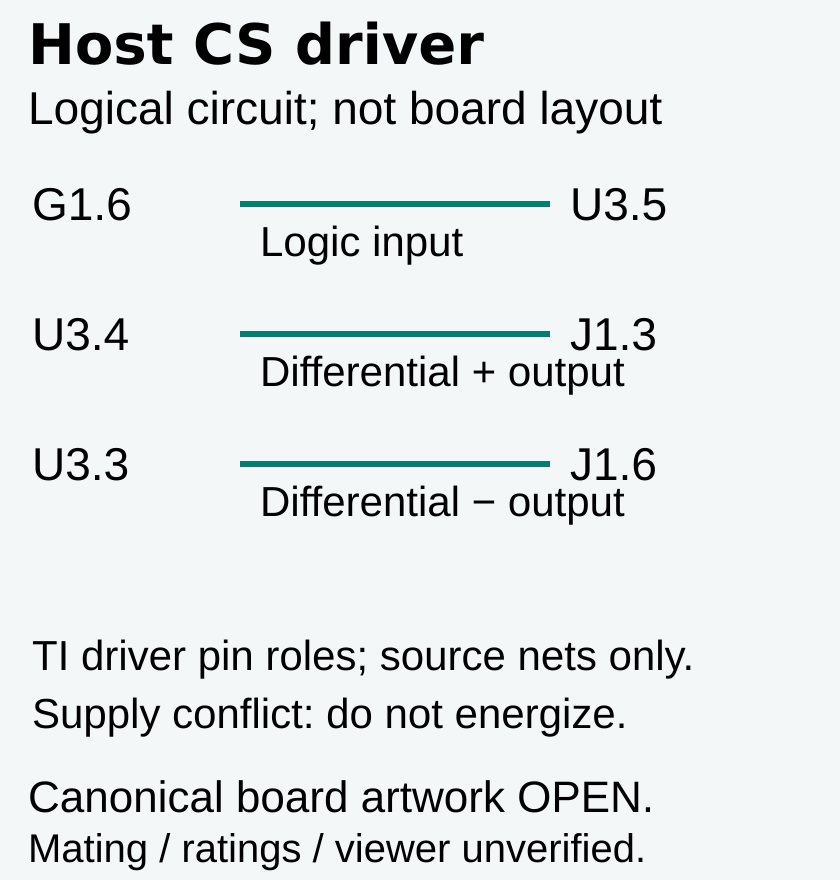 Host CS driver
Logical circuit; not board layout
G1.6 U3.5
Logic input
U3.4 J1.3
Differential + output
U3.3 J1.6
Differential − output
TI driver pin roles; source nets only.
Supply conflict: do not energize.
Canonical board artwork OPEN.
Mating / ratings / viewer unverified.